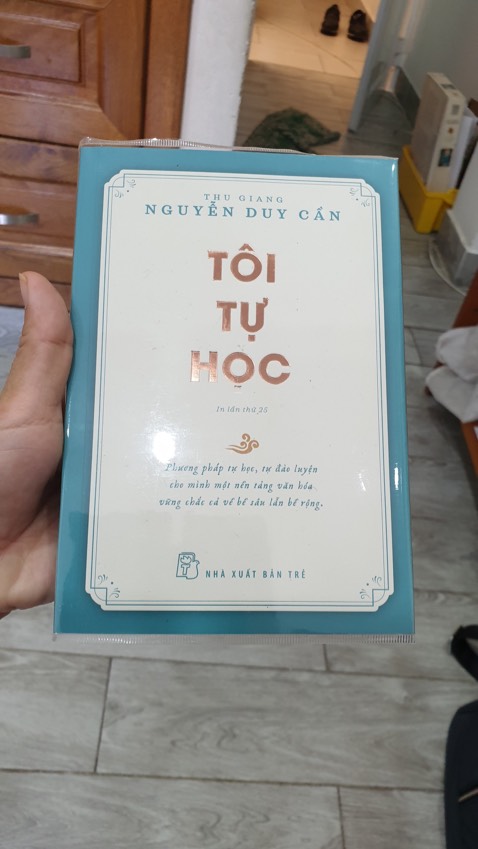 THU GIANG
NGUYỄN DUY CẦN
TÔI
TỰ
HỌC
In lần thứ 25
Phương pháp tự học, tự đào luyện
cho mình một nền tảng văn hóa
vững chắc cả về bề sâu lẫn bề rộng.
NHÀ XUẤT BẢN TRẺ